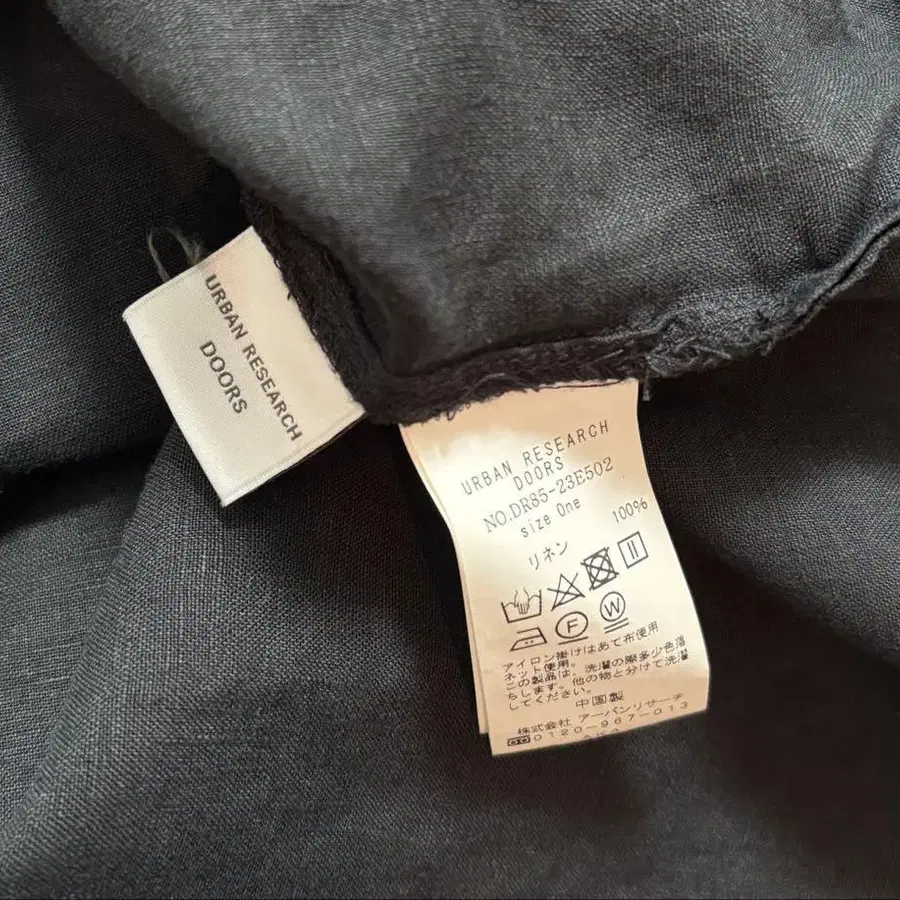 URBAN RESEARCH
DOORS
URBAN RESEARCH
DOORS
NO.DR85-23E502
size One
リネン 100%
F W
アイロン掛けはあて布使用
ネット使用。
この製品は、洗濯の際多少色落
ちします。他の物と分けて洗濯
してください。
中国製
株式会社 アーバンリサーチ
0120-967-013